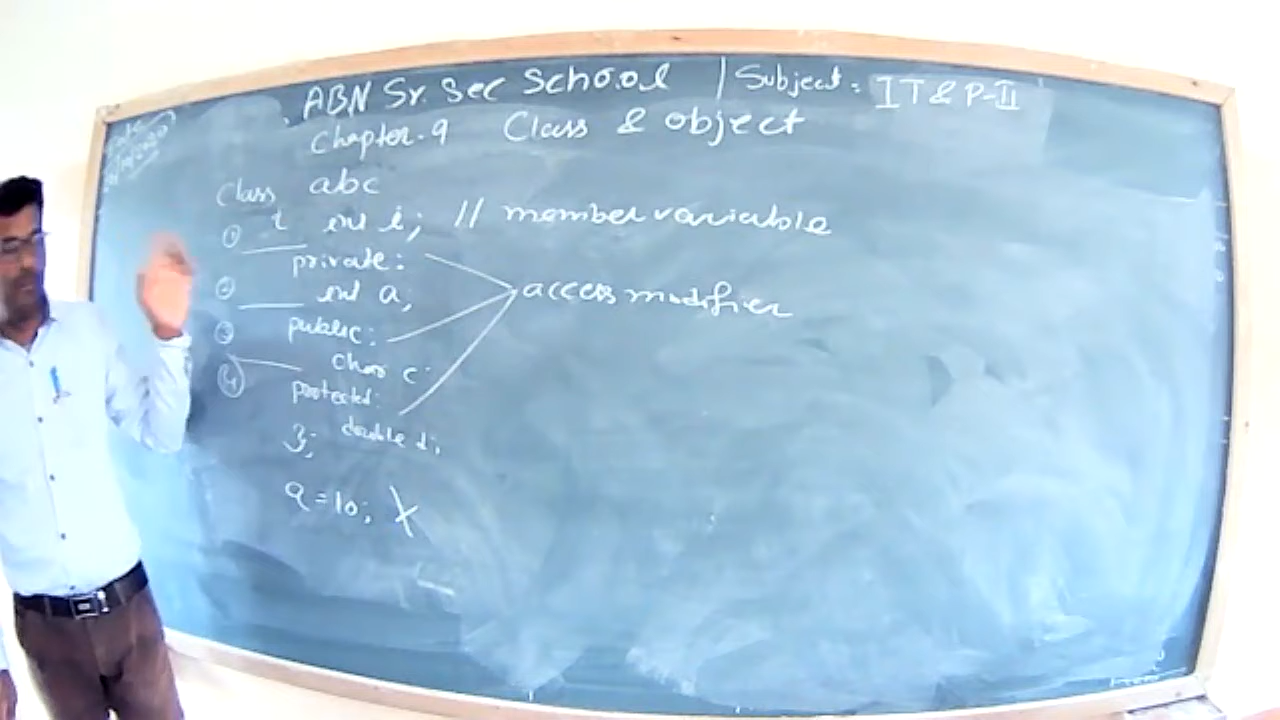 ABN Sr. Sec School | Subject: IT & P-II
Chapter-9 Class & object
Class abc
① { int i; // member variable
private:
② int a; access modifier
③ public:
char c;
④ protected:
double d;
};
a=10; X